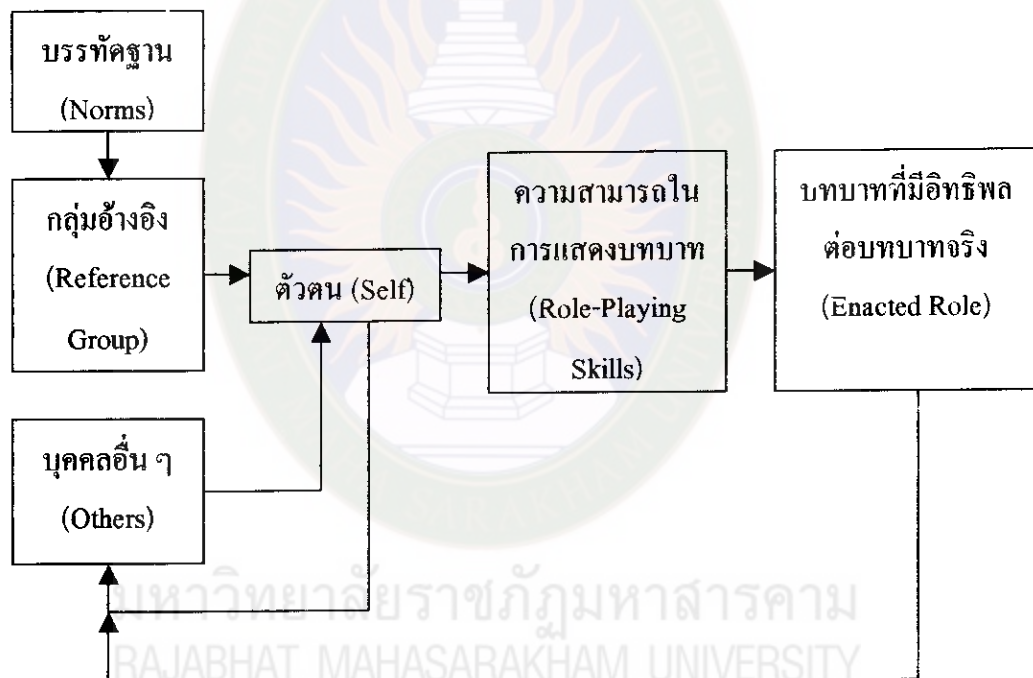 บรรทัดฐาน
(Norms)
กลุ่มอ้างอิง
(Reference
Group)
ตัวตน (Self)
บุคคลอื่น ๆ
(Others)
ความสามารถใน
การแสดงบทบาท
(Role-Playing
Skills)
บทบาทที่มีอิทธิพล
ต่อบทบาทจริง
(Enacted Role)
มหาวิทยาลัยราชภัฏมหาสารคาม
RAJABHAT MAHASARAKHAM UNIVERSITY